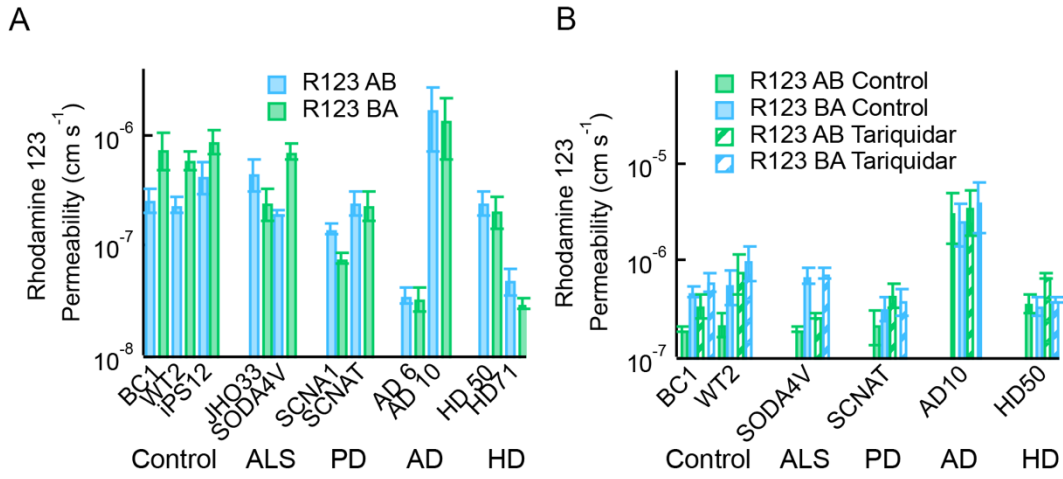 A
Rhodamine 123
Permeability (cm s⁻¹)
10⁻⁶
10⁻⁷
10⁻⁸
R123 AB
R123 BA
BC1
WT2
iPS12
JHO33
SODA4V
SCNA1
SCNAT
AD 6
AD 10
HD 50
HD71
Control
ALS
PD
AD
HD
B
Rhodamine 123
Permeability (cm s⁻¹)
10⁻⁵
10⁻⁶
10⁻⁷
R123 AB Control
R123 BA Control
R123 AB Tariquidar
R123 BA Tariquidar
BC1
WT2
SODA4V
SCNAT
AD10
HD50
Control
ALS
PD
AD
HD